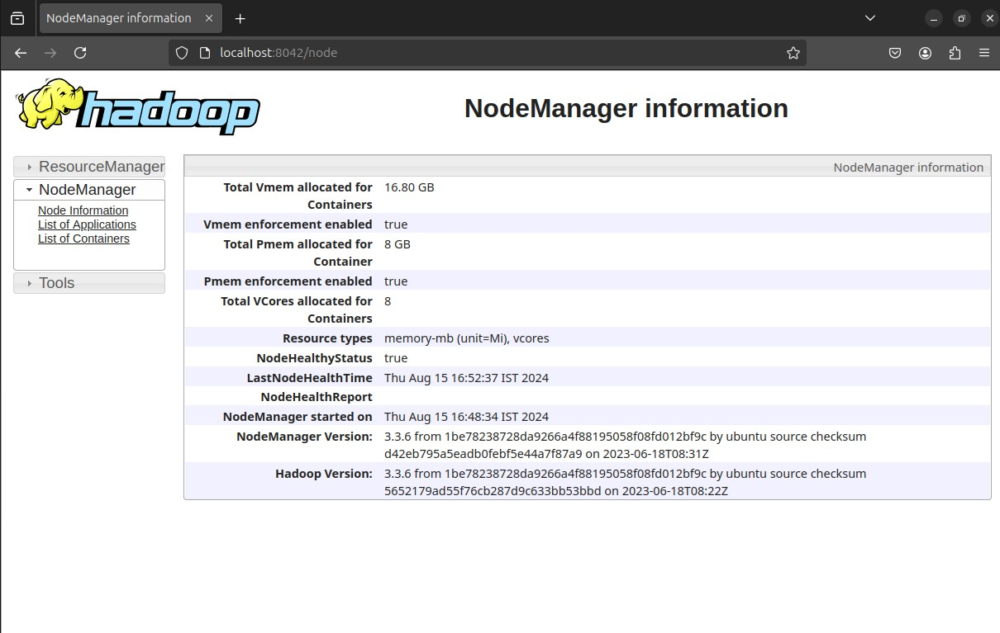 NodeManager information
localhost:8042/node
hadoop
NodeManager information
ResourceManager
NodeManager
Node Information
List of Applications
List of Containers
Tools
NodeManager information
Total Vmem allocated for 16.80 GB
Containers
Vmem enforcement enabled true
Total Pmem allocated for 8 GB
Container
Pmem enforcement enabled true
Total VCores allocated for 8
Containers
Resource types memory-mb (unit=Mi), vcores
NodeHealthyStatus true
LastNodeHealthTime Thu Aug 15 16:52:37 IST 2024
NodeHealthReport
NodeManager started on Thu Aug 15 16:48:34 IST 2024
NodeManager Version: 3.3.6 from 1be78238728da9266a4f88195058f08fd012bf9c by ubuntu source checksum
d42eb795a5eadb0febf5e44a7f87a9 on 2023-06-18T08:31Z
Hadoop Version: 3.3.6 from 1be78238728da9266a4f88195058f08fd012bf9c by ubuntu source checksum
5652179ad55f76cb287d9c633bb53bbd on 2023-06-18T08:22Z